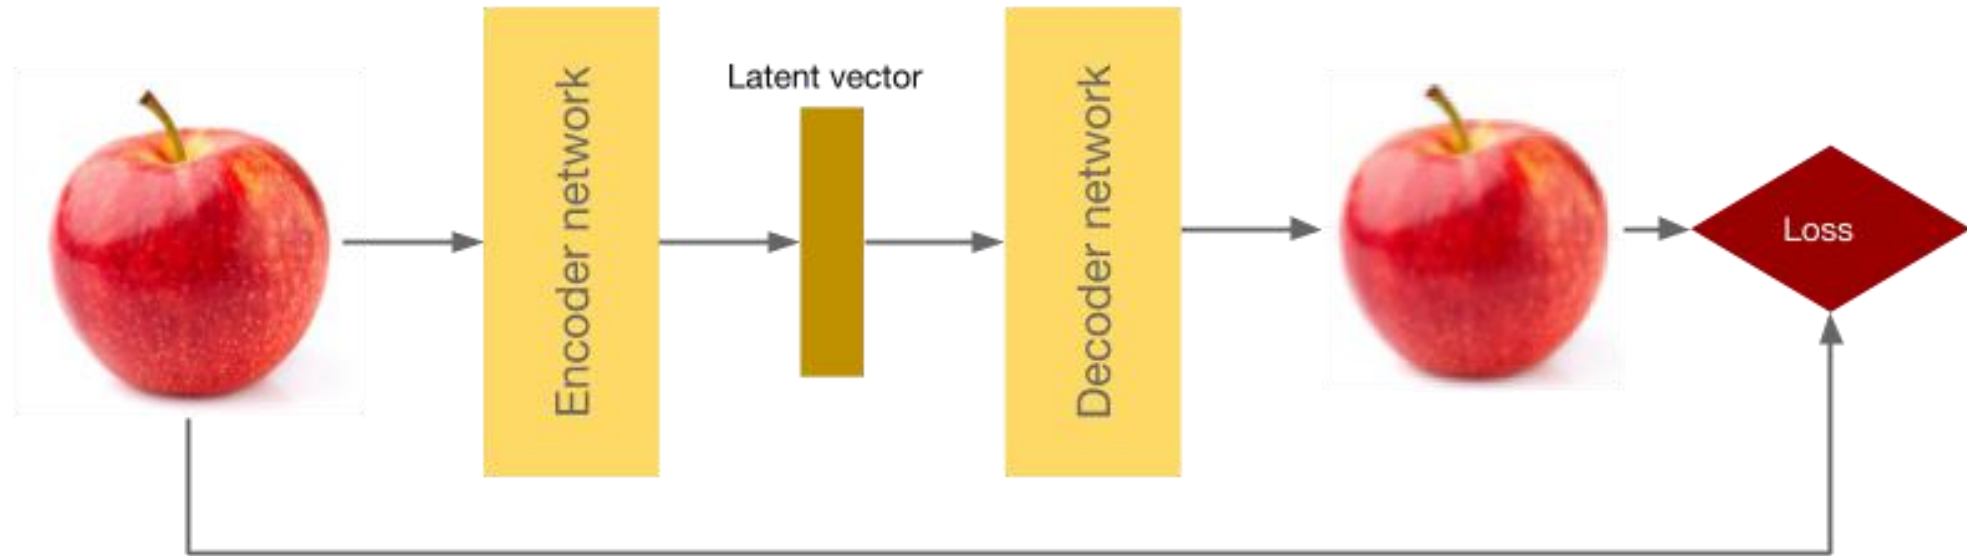 Encoder network
Latent vector
Decoder network
Loss